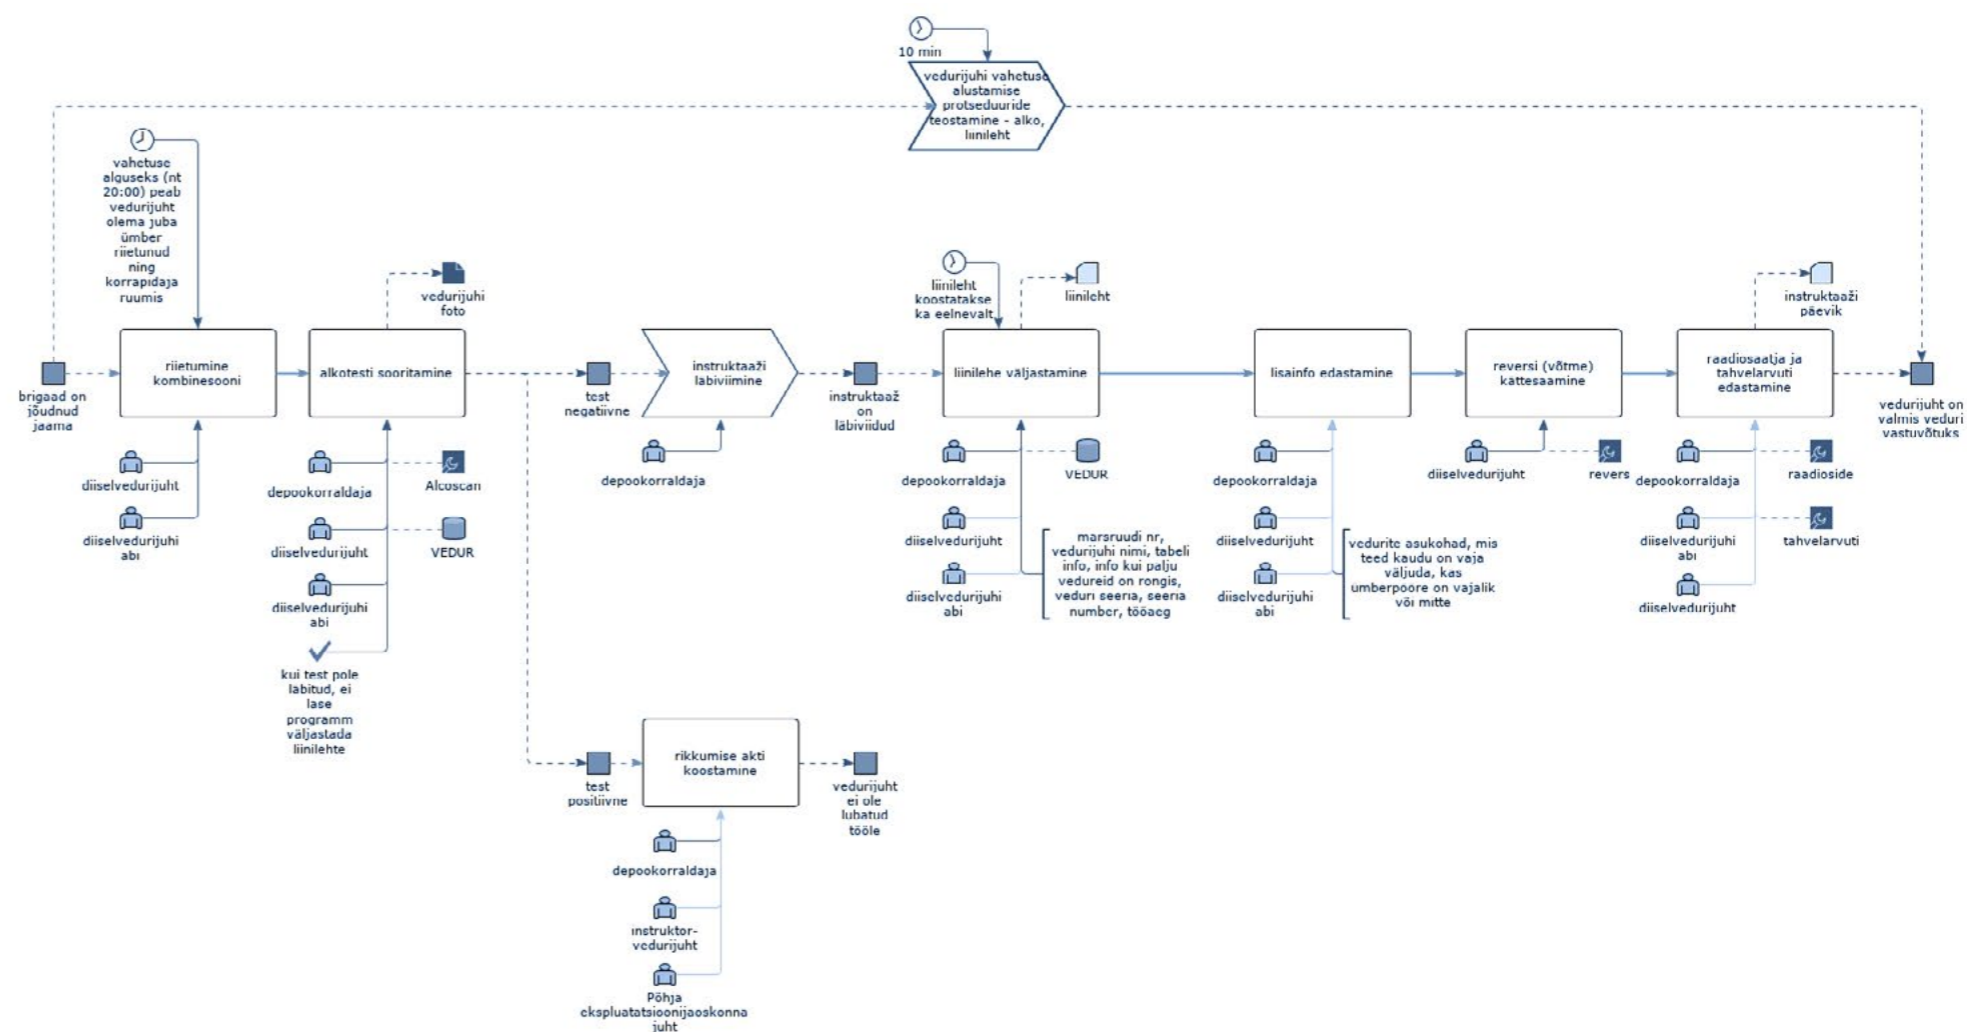 10 min
vedurijuhi vahetuse
alustamise
protseduuride
teostamine - alko,
liinileht
vahetuse
alguseks (nt
20:00) peab
vedurijuht
olema juba
ümber
riietunud
ning
korrapidaja
ruumis
vedurijuhi
foto
liinileht
koostatakse
ka eelnevalt
liinileht
instruktaaži
päevik
brigaad on
jõudnud
jaama
riietumine
kombinesooni
alkotesti sooritamine
test
negatiivne
instruktaaži
läbiviimine
instruktaaž
on
läbiviidud
liinilehe väljastamine
lisainfo edastamine
reversi (võtme)
kättesaamine
raadiosaatja ja
tahvelarvuti
edastamine
vedurijuht on
valmis veduri
vastuvõtuks
diiselvedurijuht
diiselvedurijuhi
abi
depookorraldaja
Alcoscan
diiselvedurijuht
VEDUR
diiselvedurijuhi
abi
kui test pole
läbitud, ei
lase
programm
väljastada
liinilehte
depookorraldaja
depookorraldaja
VEDUR
diiselvedurijuht
diiselvedurijuhi
abi
marsruudi nr,
vedurijuhi nimi, tabeli
info, info kui palju
vedureid on rongis,
veduri seeria, seeria
number, tööaeg
depookorraldaja
diiselvedurijuht
diiselvedurijuhi
abi
vedurite asukohad, mis
teed kaudu on vaja
väljuda, kas
ümberpööre on vajalik
või mitte
diiselvedurijuht
revers
depookorraldaja
raadioside
diiselvedurijuhi
abi
tahvelarvuti
diiselvedurijuht
test
positiivne
rikkumise akti
koostamine
vedurijuht
ei ole
lubatud
tööle
depookorraldaja
instruktor-
vedurijuht
Põhja
ekspluatatsioonijaoskonna
juht